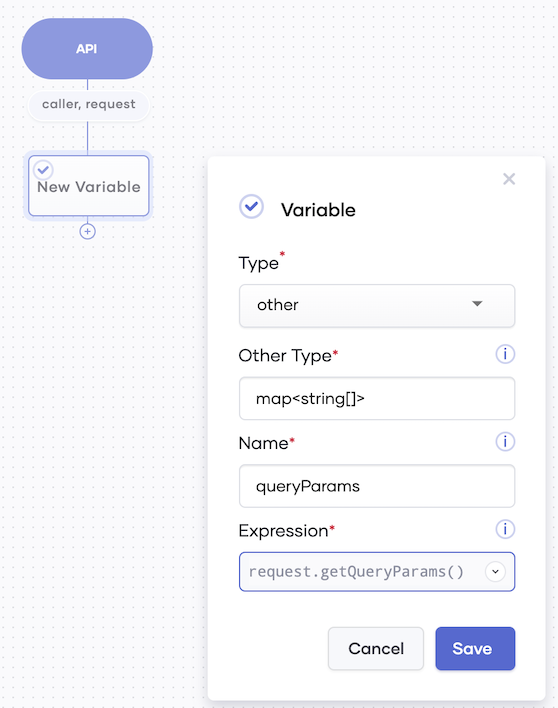 API
caller, request
New Variable
Variable
Type*
other
Other Type*
map<string[]>
Name*
queryParams
Expression*
request.getQueryParams()
Cancel
Save